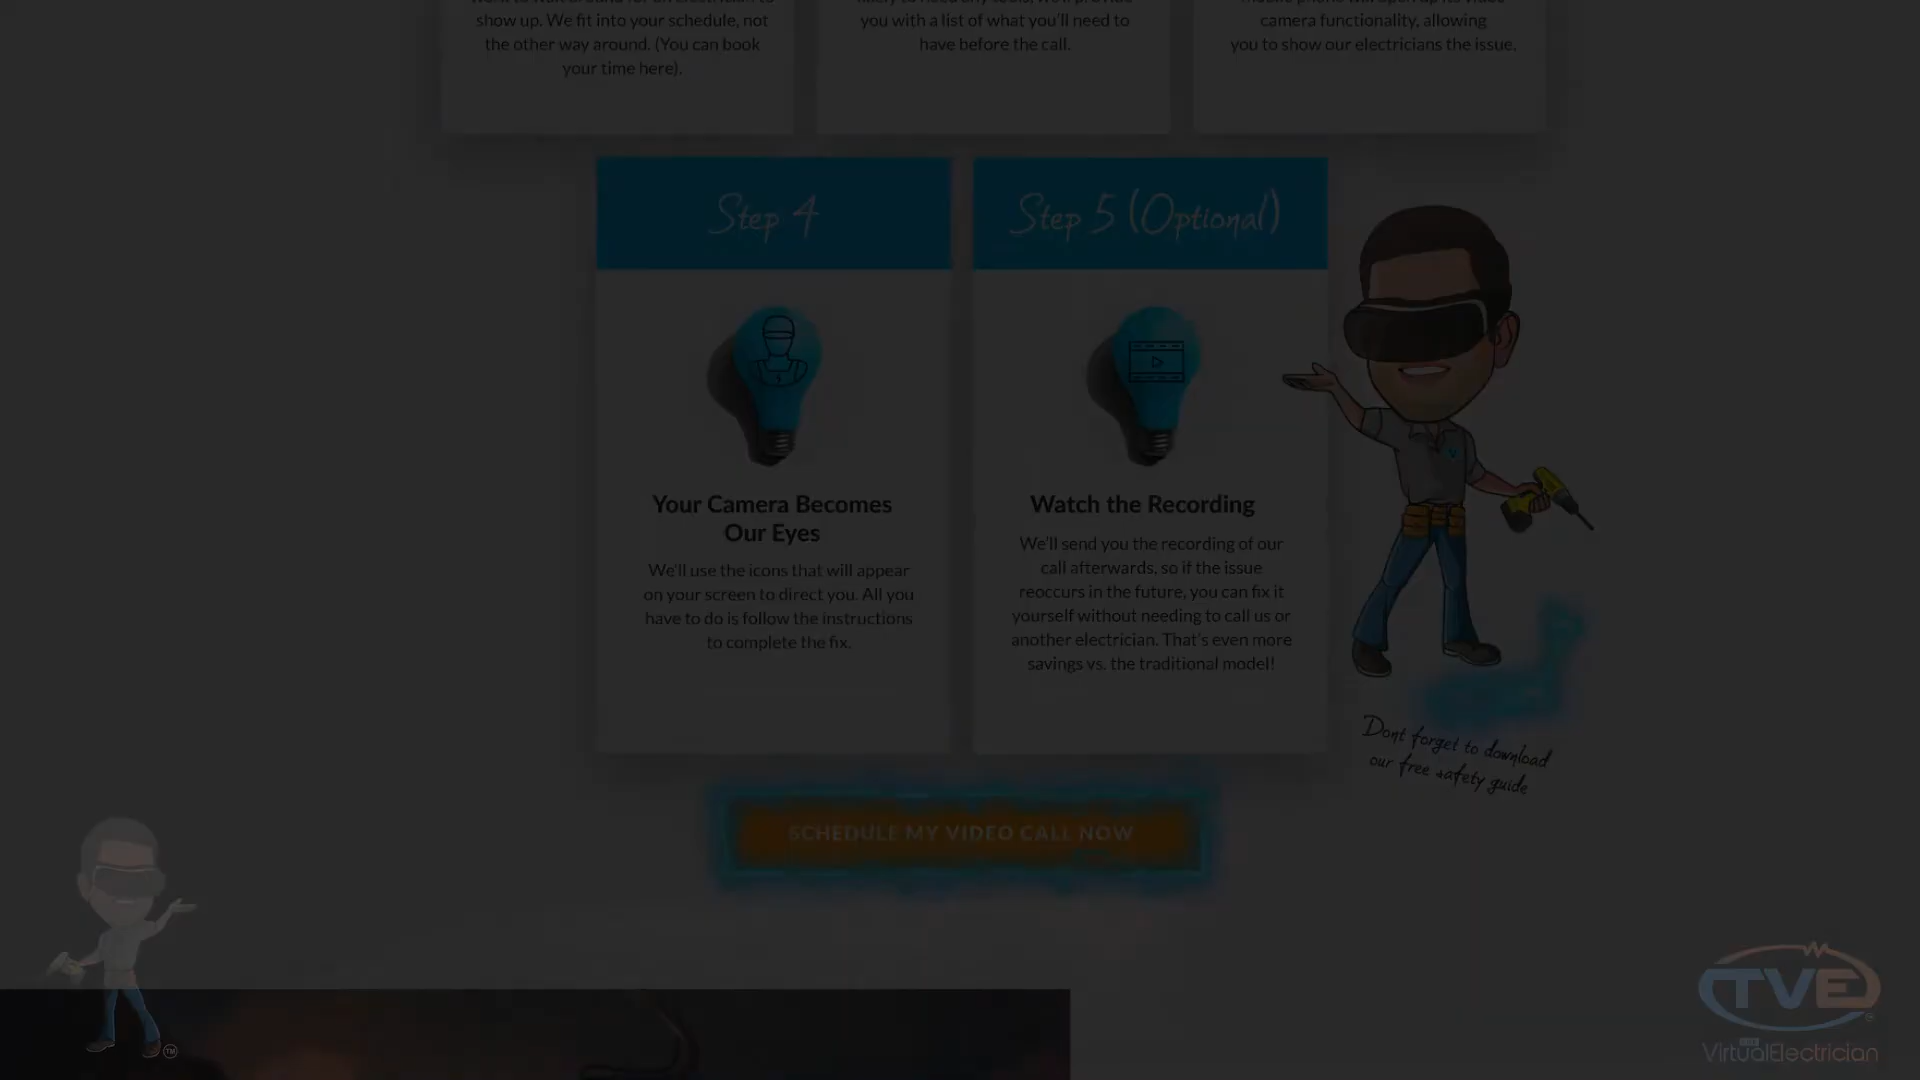 show up. We fit into your schedule, not
the other way around. (You can book
your time here).
you with a list of what you'll need to
have before the call.
camera functionality, allowing
you to show our electricians the issue.
Step 4
Your Camera Becomes
Our Eyes
We'll use the icons that will appear
on your screen to direct you. All you
have to do is follow the instructions
to complete the fix.
Step 5 (Optional)
Watch the Recording
We'll send you the recording of our
call afterwards, so if the issue
reoccurs in the future, you can fix it
yourself without needing to call us or
another electrician. That's even more
savings vs. the traditional model!
Dont forget to download
our free safety guide
SCHEDULE MY VIDEO CALL NOW
TM
TVE
VirtualElectrician